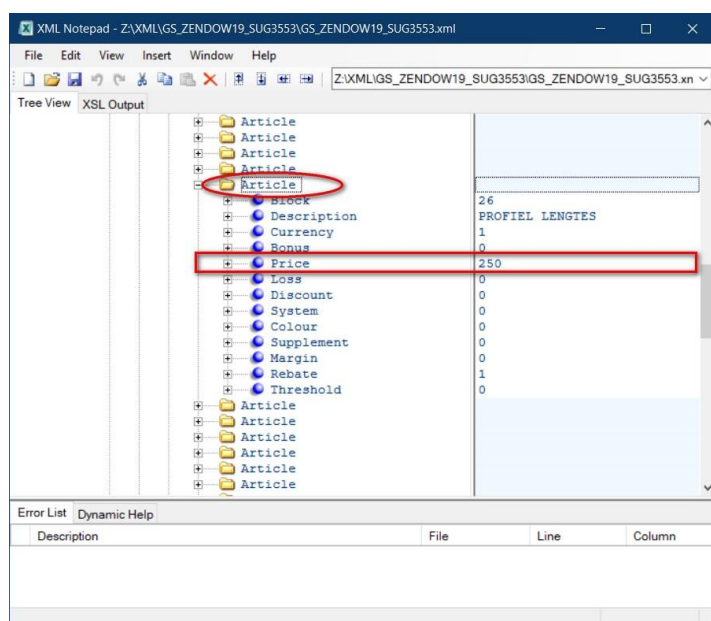 XML Notepad - Z:\XML\GS_ZENDOW19_SUG3553\GS_ZENDOW19_SUG3553.xml
File Edit View Insert Window Help
Z:\XML\GS_ZENDOW19_SUG3553\GS_ZENDOW19_SUG3553.xn
Tree View XSL Output
Article
Article
Article
Article
Article
Block 26
Description PROFIEL LENGTES
Currency 1
Bonus 0
Price 250
Loss 0
Discount 0
System 0
Colour 0
Supplement 0
Margin 0
Rebate 1
Threshold 0
Article
Article
Article
Article
Article
Article
Error List Dynamic Help
Description File Line Column